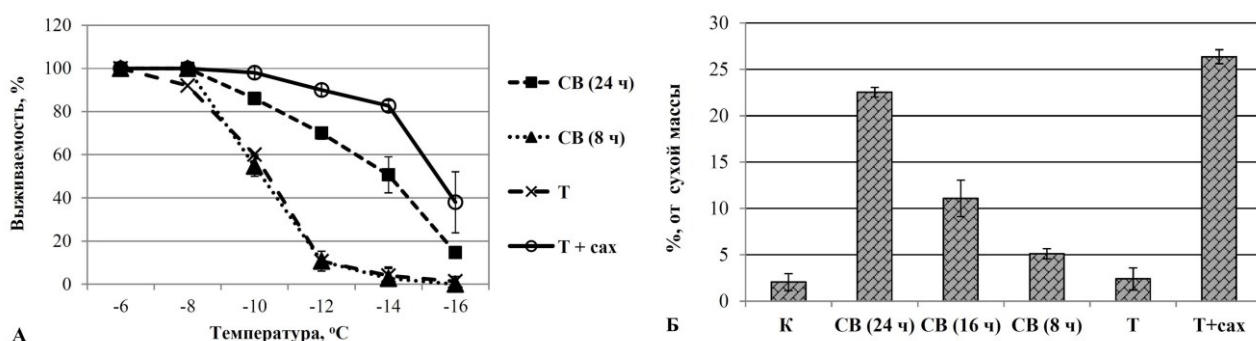 120
100
80
60
40
20
0
Выживаемость, %
-6 -8 -10 -12 -14 -16
Температура, °С
А
СВ (24 ч)
СВ (8 ч)
Т
Т + сах
30
25
20
15
10
5
0
%, от сухой массы
К СВ (24 ч) СВ (16 ч) СВ (8 ч) Т Т+сах
Б